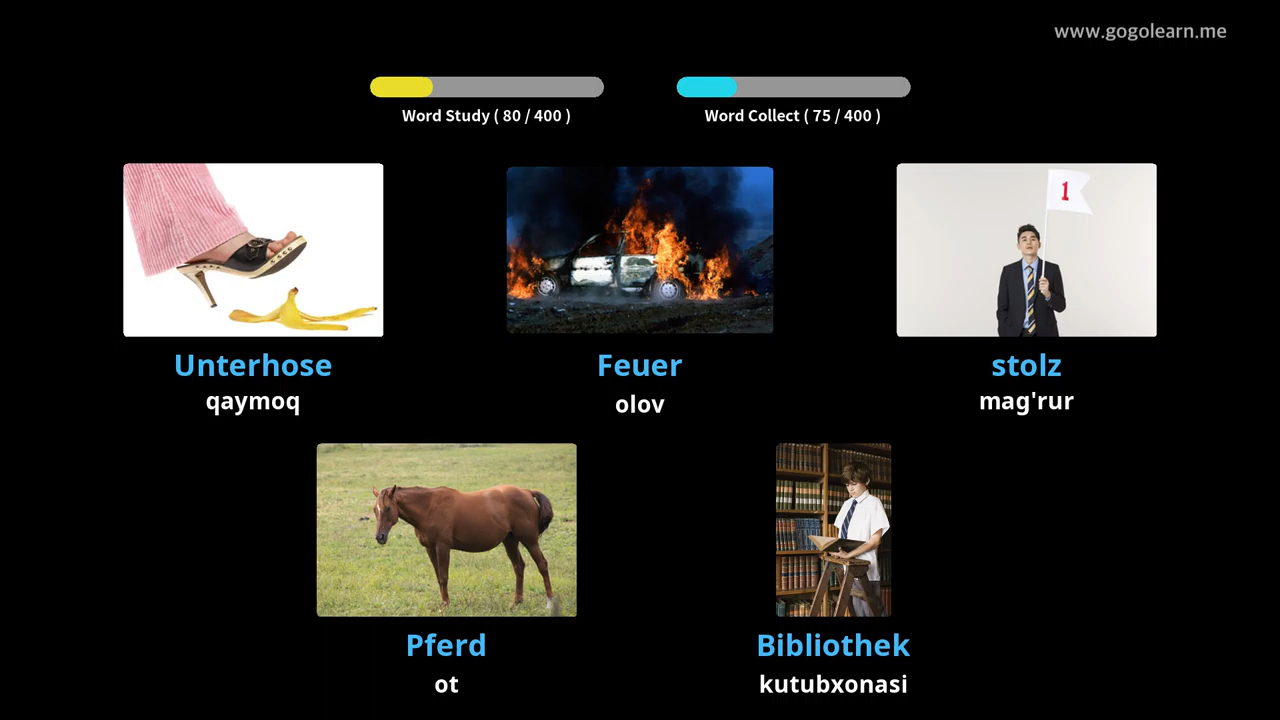 www.gogolearn.me
Word Study ( 80 / 400 )
Word Collect ( 75 / 400 )
1
Unterhose
Feuer
stolz
qaymoq
olov
mag'rur
Pferd
Bibliothek
ot
kutubxonasi